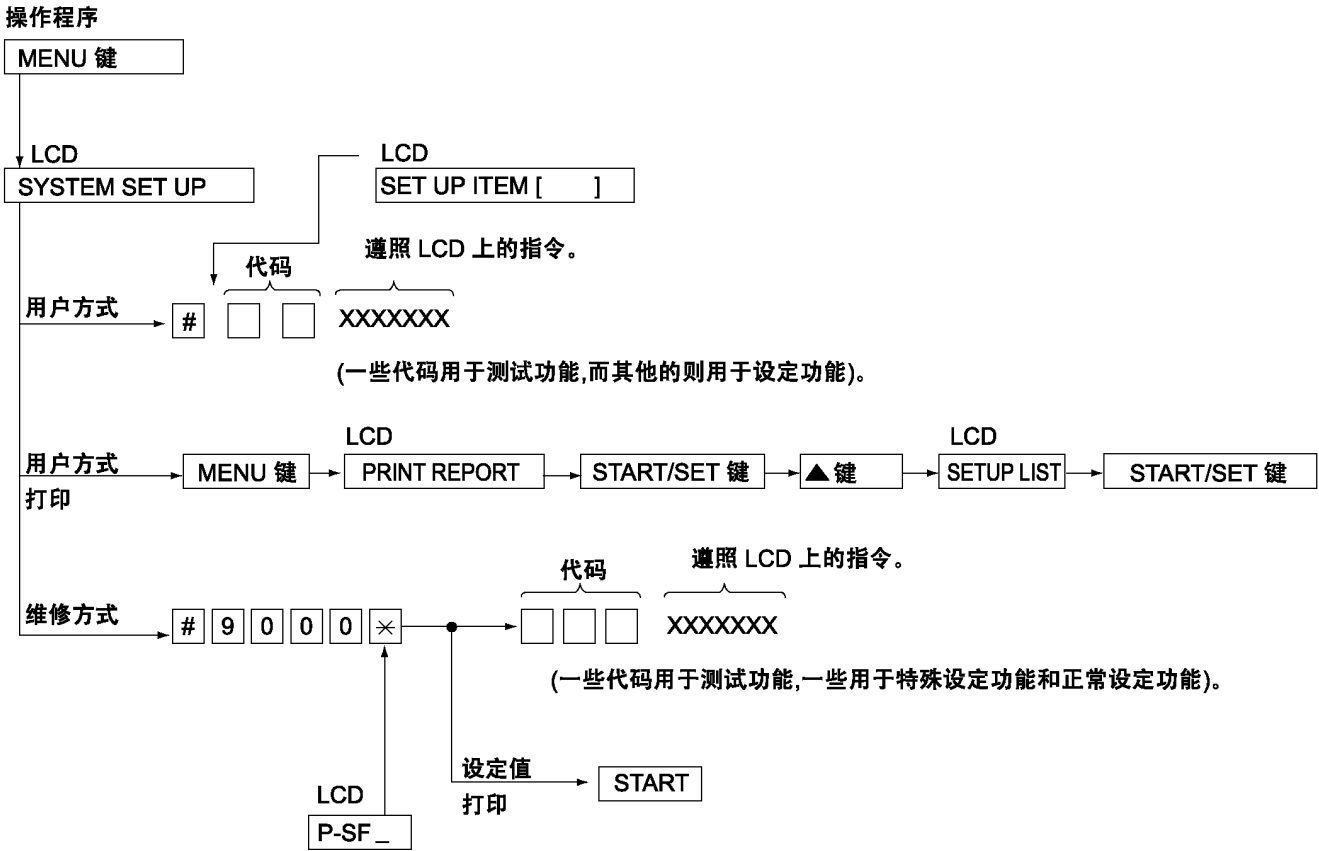 操作程序
MENU 键
LCD
SYSTEM SET UP
LCD
SET UP ITEM [ ]
遵照 LCD 上的指令。
代码
用户方式
# XXXXXXX
(一些代码用于测试功能,而其他的则用于设定功能)。
用户方式
打印
MENU 键
LCD
PRINT REPORT
START/SET 键
▲键
LCD
SETUP LIST
START/SET 键
遵照 LCD 上的指令。
代码
维修方式
# 9 0 0 0 * XXXXXXX
(一些代码用于测试功能,一些用于特殊设定功能和正常设定功能)。
设定值
打印
START
LCD
P-SF _